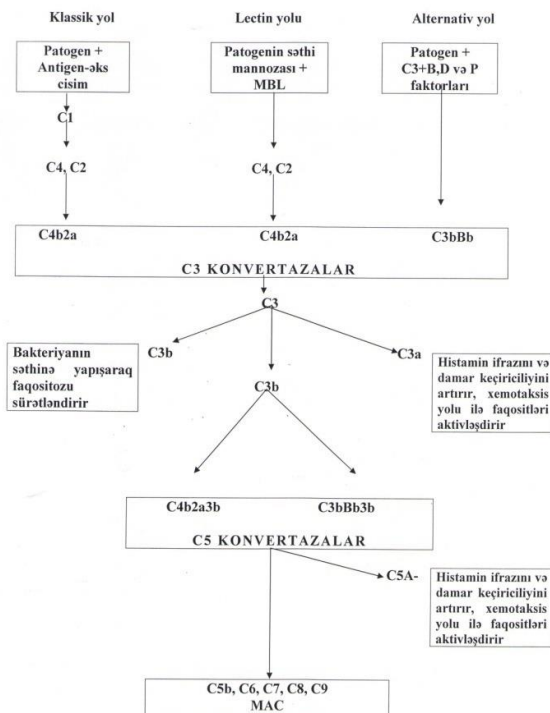 Klassik yol
Lectin yolu
Alternativ yol
Patogen +
Antigen-əks
cisim
Patogenin səthi
mannozası +
MBL
Patogen +
C3+B,D və P
faktorları
C1
C4, C2
C4, C2
C4b2a
C4b2a
C3bBb
C3 KONVERTAZALAR
C3
C3b
C3a
Bakteriyanın
səthinə yapışaraq
faqositozu
sürətləndirir
C3b
Histamin ifrazını və
damar keçiriciliyini
artırır, xemotaksis
yolu ilə faqositləri
aktivləşdirir
C4b2a3b
C3bBb3b
C5 KONVERTAZALAR
C5A-
Histamin ifrazını və
damar keçiriciliyini
artırır, xemotaksis
yolu ilə faqositləri
aktivləşdirir
C5b, C6, C7, C8, C9
MAC